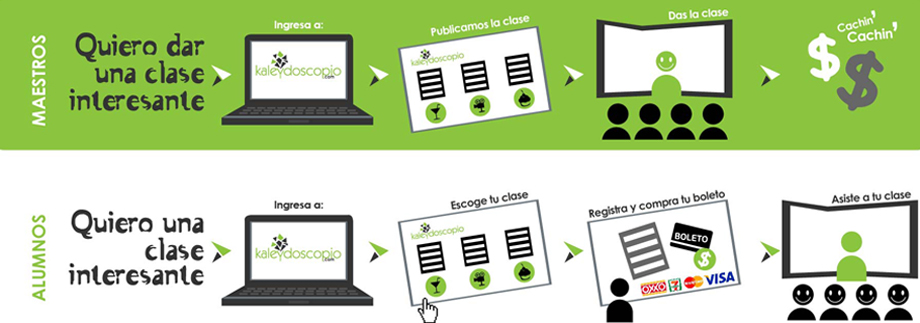 MAESTROS
Quiero dar
una clase
interesante
Ingresa a:
kaleydoscopio
.com
Publicamos la clase
kaleydoscopio
Das la clase
Cachin'
Cachin'
$
$
ALUMNOS
Quiero una
clase
interesante
Ingresa a:
kaleydoscopio
.com
Escoge tu clase
kaleydoscopio
Registra y compra tu boleto
BOLETO
$
OXXO 7 VISA
Asiste a tu clase